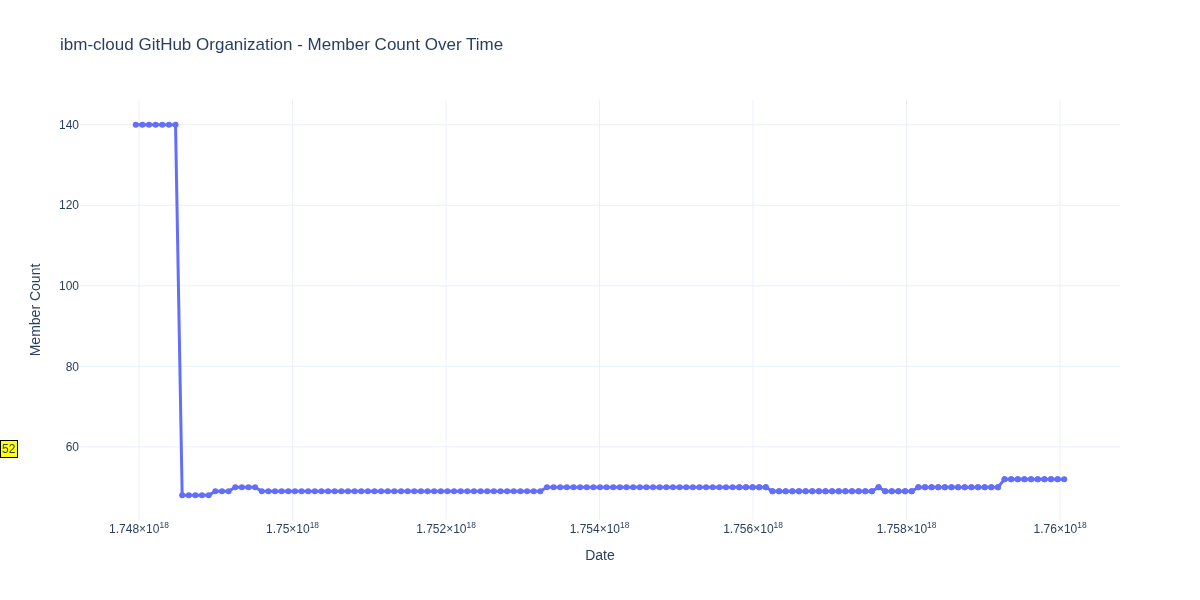 ibm-cloud GitHub Organization - Member Count Over Time
140
120
100
80
60
Member Count
52
1.748×10¹⁸ 1.75×10¹⁸ 1.752×10¹⁸ 1.754×10¹⁸ 1.756×10¹⁸ 1.758×10¹⁸ 1.76×10¹⁸
Date